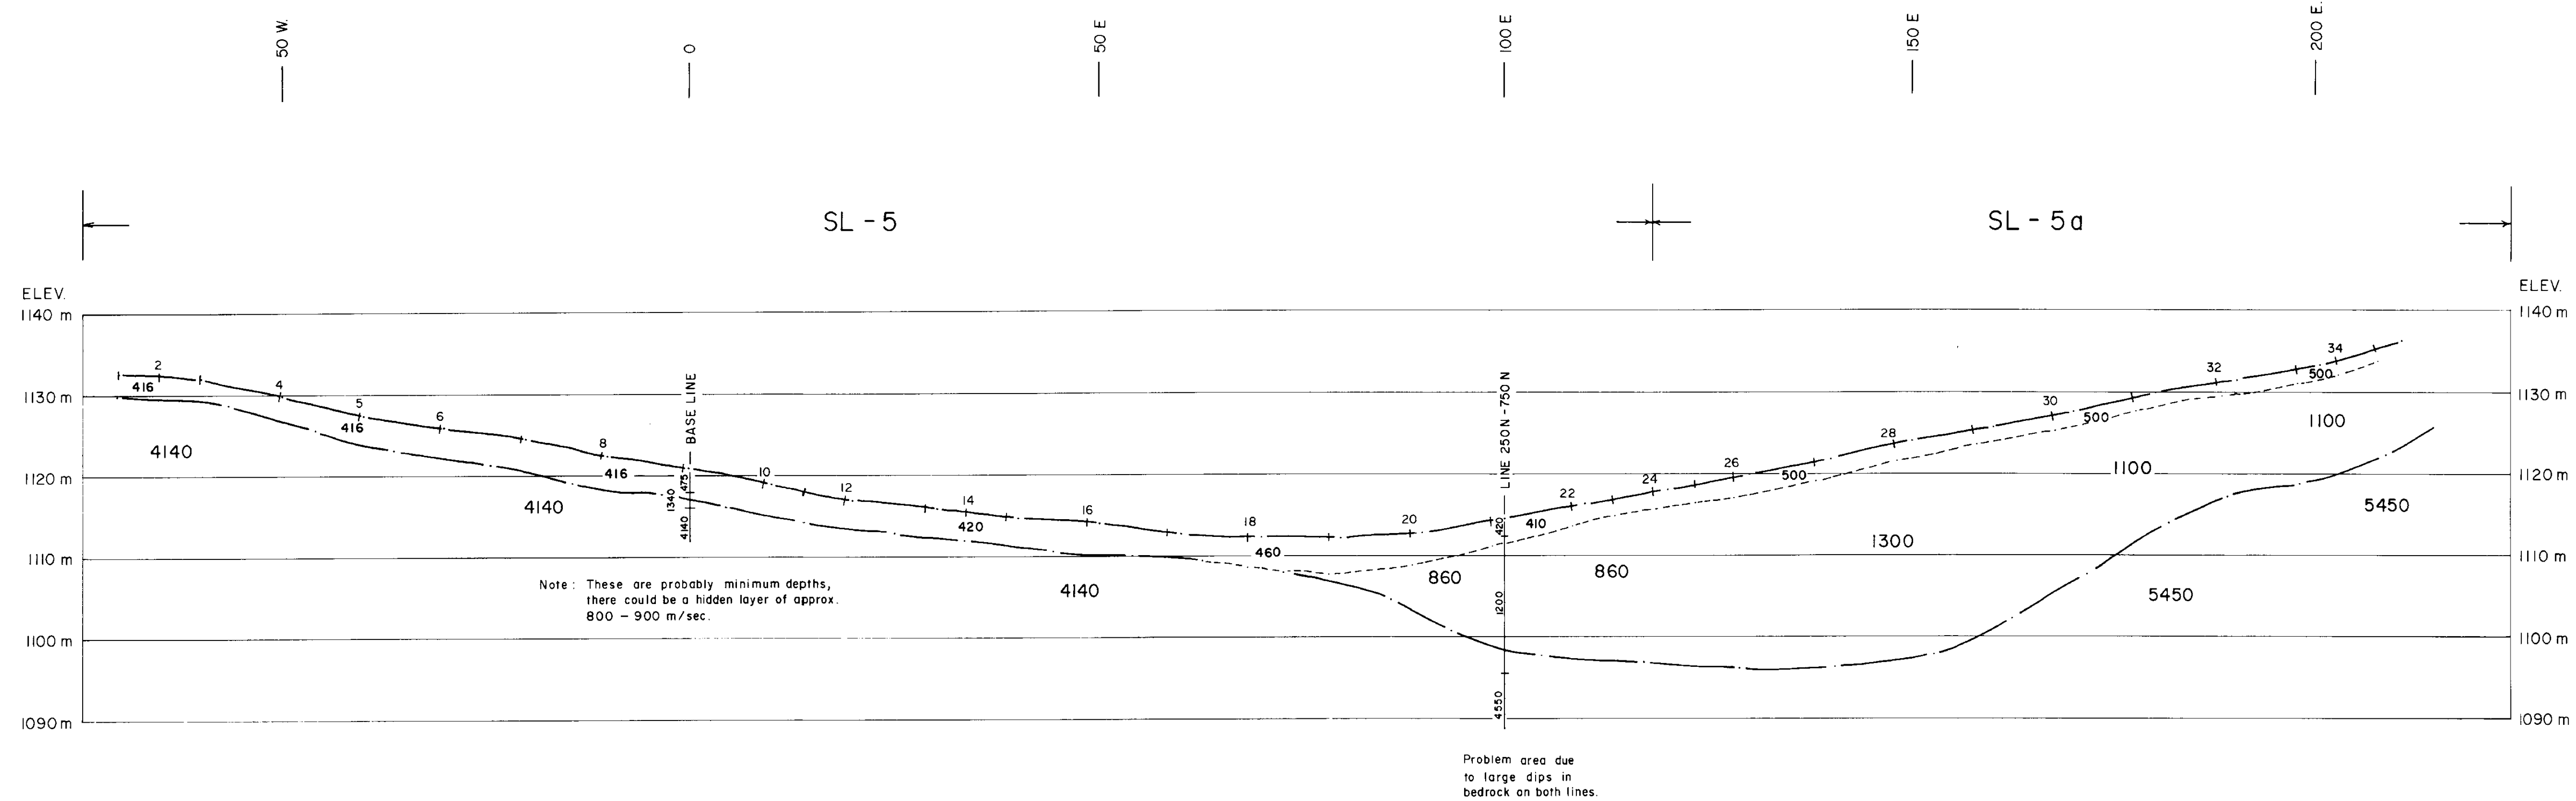 50 W.
0
50 E
100 E
150 E
200 E.
SL - 5
SL - 5a
ELEV.
ELEV.
1140 m
1140 m
1130 m
1130 m
1120 m
1120 m
1110 m
1110 m
1100 m
1100 m
1090 m
1090 m
2
4
5
6
8
10
12
14
16
18
20
22
24
26
28
30
32
34
416
416
416
420
460
410
500
500
500
4140
4140
4140
860
860
1300
1100
1100
5450
5450
BASE LINE
475
1340
4140
LINE 250N - 750 N
420
1200
4550
Note : These are probably minimum depths,
there could be a hidden layer of approx.
800 - 900 m/sec.
Problem area due
to large dips in
bedrock on both lines.